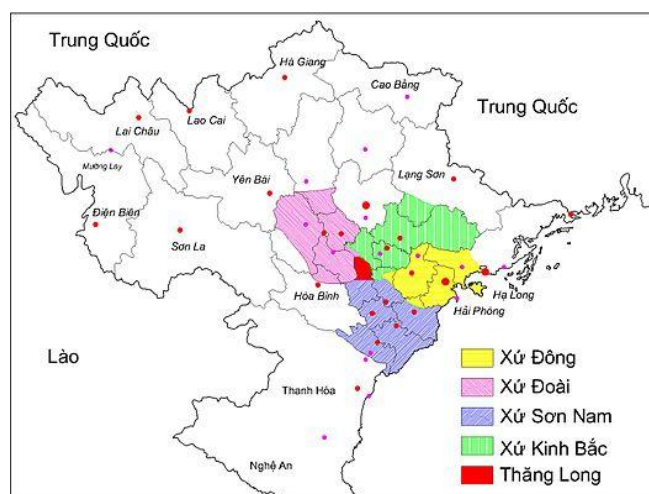 Trung Quốc
Hà Giang
Cao Bằng
Trung Quốc
Lao Cai
Lai Châu
Mường Lay
Yên Bái
Lạng Sơn
Điện Biên
Sơn La
Hòa Bình
Hạ Long
Hải Phòng
Lào
Xứ Đông
Xứ Đoài
Thanh Hòa
Xứ Sơn Nam
Xứ Kinh Bắc
Nghệ An
Thăng Long